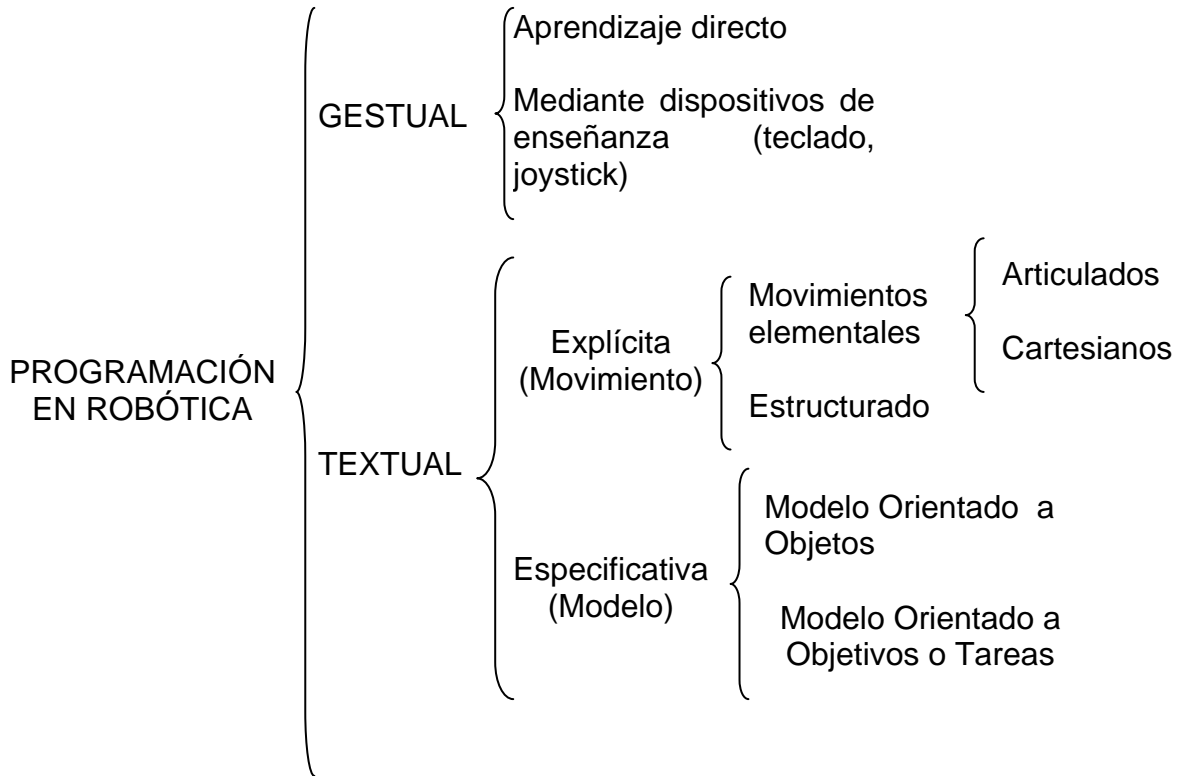 PROGRAMACIÓN
EN ROBÓTICA
GESTUAL
Aprendizaje directo
Mediante dispositivos de
enseñanza (teclado,
joystick)
TEXTUAL
Explícita
(Movimiento)
Movimientos
elementales
Articulados
Cartesianos
Estructurado
Especificativa
(Modelo)
Modelo Orientado a
Objetos
Modelo Orientado a
Objetivos o Tareas